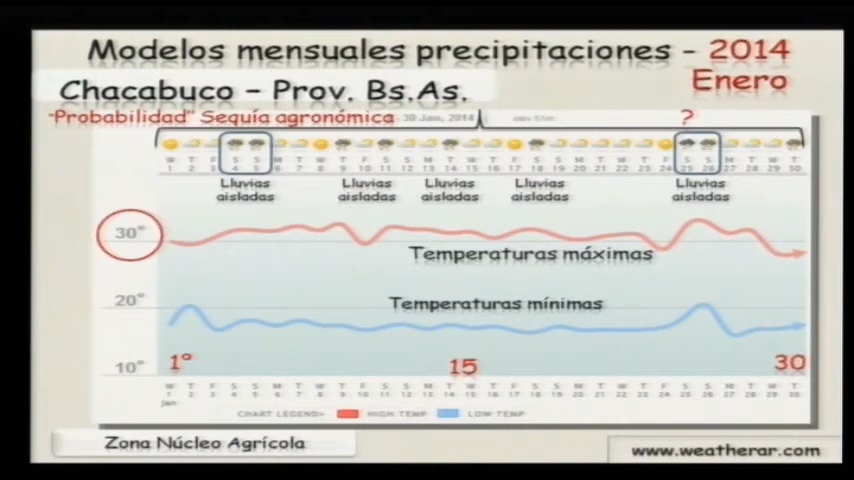 Modelos mensuales precipitaciones - 2014
Enero
Chacabuco – Prov. Bs.As.
"Probabilidad" Sequía agronómica - 30 Jan, 2014
?
W T F S S M T W T F S S M T W T F S S M T W T F S S M T W T
1 2 3 4 5 6 7 8 9 10 11 12 13 14 15 16 17 18 19 20 21 22 23 24 25 26 27 28 29 30
Lluvias aisladas
Lluvias aisladas
Lluvias aisladas
Lluvias aisladas
Lluvias aisladas
30°
Temperaturas máximas
20°
Temperaturas mínimas
10°
1° 15 30
W T F S S M T W T F S S M T W T F S S M T W T F S S M T W T
1 2 3 4 5 6 7 8 9 10 11 12 13 14 15 16 17 18 19 20 21 22 23 24 25 26 27 28 29 30
Jan
CHART LEGEND> HIGH TEMP LOW TEMP
Zona Núcleo Agrícola
www.weatherar.com